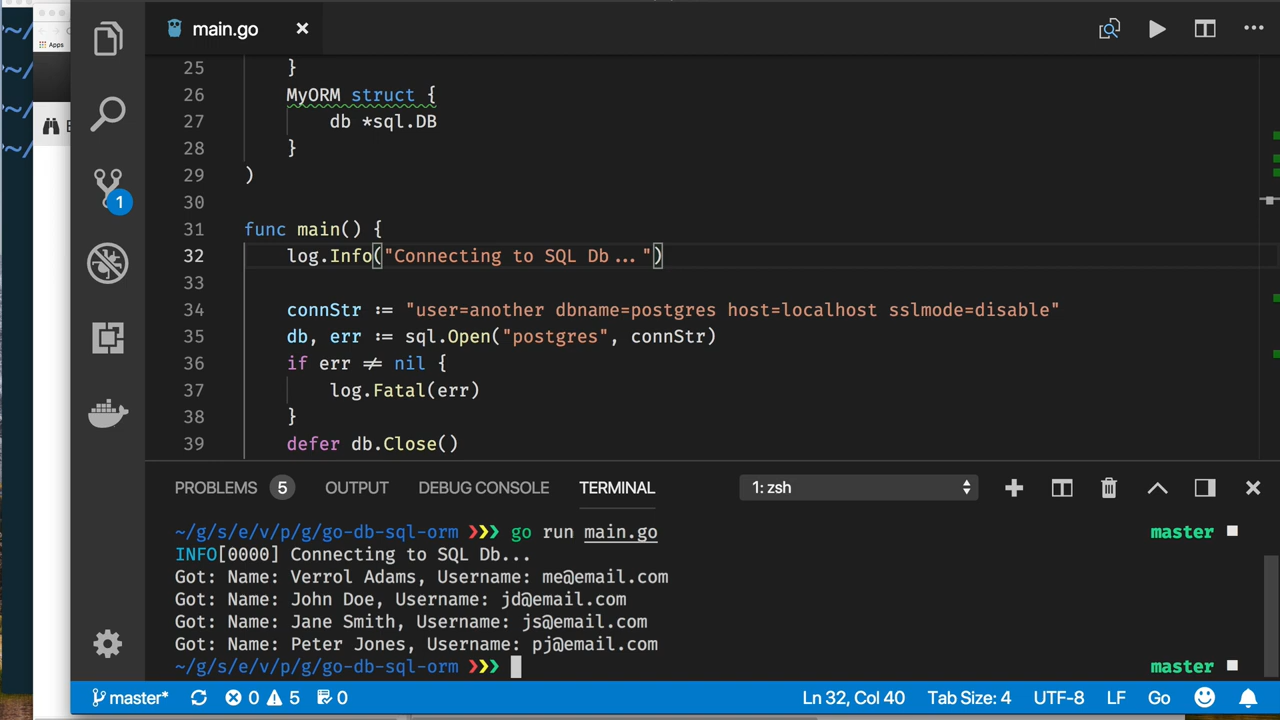 Apps
main.go
25 }
26 MyORM struct {
27 db *sql.DB
28 }
29 )
30
31 func main() {
32 log.Info("Connecting to SQL Db...")
33
34 connStr := "user=another dbname=postgres host=localhost sslmode=disable"
35 db, err := sql.Open("postgres", connStr)
36 if err ≠ nil {
37 log.Fatal(err)
38 }
39 defer db.Close()
1
PROBLEMS 5 OUTPUT DEBUG CONSOLE TERMINAL 1: zsh
~/g/s/e/v/p/g/go-db-sql-orm ❯❯❯ go run main.go master
INFO[0000] Connecting to SQL Db...
Got: Name: Verrol Adams, Username: me@email.com
Got: Name: John Doe, Username: jd@email.com
Got: Name: Jane Smith, Username: js@email.com
Got: Name: Peter Jones, Username: pj@email.com
~/g/s/e/v/p/g/go-db-sql-orm ❯❯❯ master
master* 0 5 0 Ln 32, Col 40 Tab Size: 4 UTF-8 LF Go